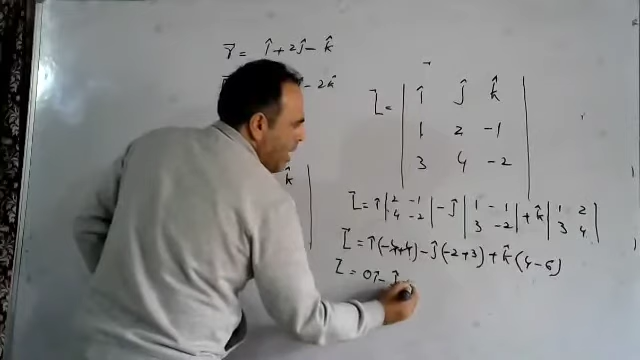 r⃗ = î + 2ĵ - k̂
- 2k̂
k̂
L⃗ = | î ĵ k̂ |
| 1 2 -1 |
| 3 4 -2 |
L⃗ = î | 2 -1 | - ĵ | 1 -1 | + k̂ | 1 2 |
| 4 -2 | | 3 -2 | | 3 4 |
L⃗ = î (-4+4) - ĵ (-2+3) + k̂ (4-6)
L⃗ = 0î - ĵ